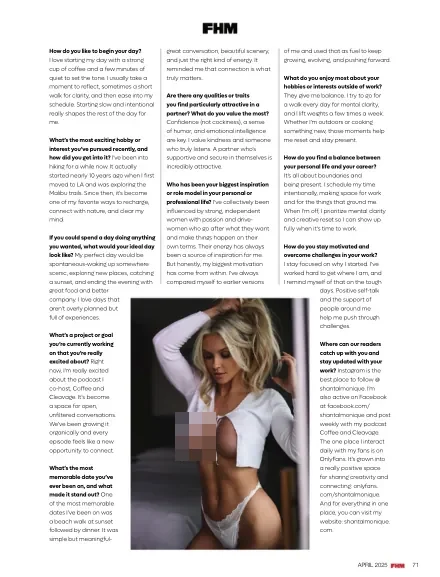 FHM
How do you like to begin your day?
I love starting my day with a strong
cup of coffee and a few minutes of
quiet to set the tone. I usually take a
moment to reflect, sometimes a short
walk for clarity, and then ease into my
schedule. Starting slow and intentional
really shapes the rest of the day for
me.
What's the most exciting hobby or
interest you've pursued recently, and
how did you get into it? I've been into
hiking for a while now. It actually
started nearly 10 years ago when I first
moved to LA and was exploring the
Malibu trails. Since then, it's become
one of my favorite ways to recharge,
connect with nature, and clear my
mind.
If you could spend a day doing anything
you wanted, what would your ideal day
look like? My perfect day would be
spontaneous-waking up somewhere
scenic, exploring new places, catching
a sunset, and ending the evening with
great food and better
company. I love days that
aren't overly planned but
full of experiences.
What's a project or goal
you're currently working
on that you're really
excited about? Right
now, I'm really excited
about the podcast I
co-host, Coffee and
Cleavage. It's become
a space for open,
unfiltered conversations.
We've been growing it
organically and every
episode feels like a new
opportunity to connect.
What's the most
memorable date you've
ever been on, and what
made it stand out? One
of the most memorable
dates I've been on was
a beach walk at sunset
followed by dinner. It was
simple but meaningful-
great conversation, beautiful scenery,
and just the right kind of energy. It
reminded me that connection is what
truly matters.
Are there any qualities or traits
you find particularly attractive in a
partner? What do you value the most?
Confidence (not cockiness), a sense
of humor, and emotional intelligence
are key. I value kindness and someone
who truly listens. A partner who's
supportive and secure in themselves is
incredibly attractive.
Who has been your biggest inspiration
or role model in your personal or
professional life? I've collectively been
influenced by strong, independent
women with passion and drive-
women who go after what they want
and make things happen on their
own terms. Their energy has always
been a source of inspiration for me.
But honestly, my biggest motivation
has come from within. I've always
compared myself to earlier versions
of me and used that as fuel to keep
growing, evolving, and pushing forward.
What do you enjoy most about your
hobbies or interests outside of work?
They give me balance. I try to go for
a walk every day for mental clarity,
and I lift weights a few times a week.
Whether I'm outdoors or cooking
something new, those moments help
me reset and stay present.
How do you find a balance between
your personal life and your career?
It's all about boundaries and
being present. I schedule my time
intentionally, making space for work
and for the things that ground me.
When I'm off, I prioritize mental clarity
and creative reset so I can show up
fully when it's time to work.
How do you stay motivated and
overcome challenges in your work?
I stay focused on why I started. I've
worked hard to get where I am, and
I remind myself of that on the tough
days. Positive self-talk
and the support of
people around me
help me push through
challenges.
Where can our readers
catch up with you and
stay updated with your
work? Instagram is the
best place to follow @
shantalmonique. I'm
also active on Facebook
at facebook.com/
shantalmonique and post
weekly with my podcast
Coffee and Cleavage.
The one place I interact
daily with my fans is on
OnlyFans. It's grown into
a really positive space
for sharing creativity and
connecting: onlyfans.
com/shantalmonique.
And for everything in one
place, you can visit my
website: shantalmonique.
com
APRIL 2025 FHM 71